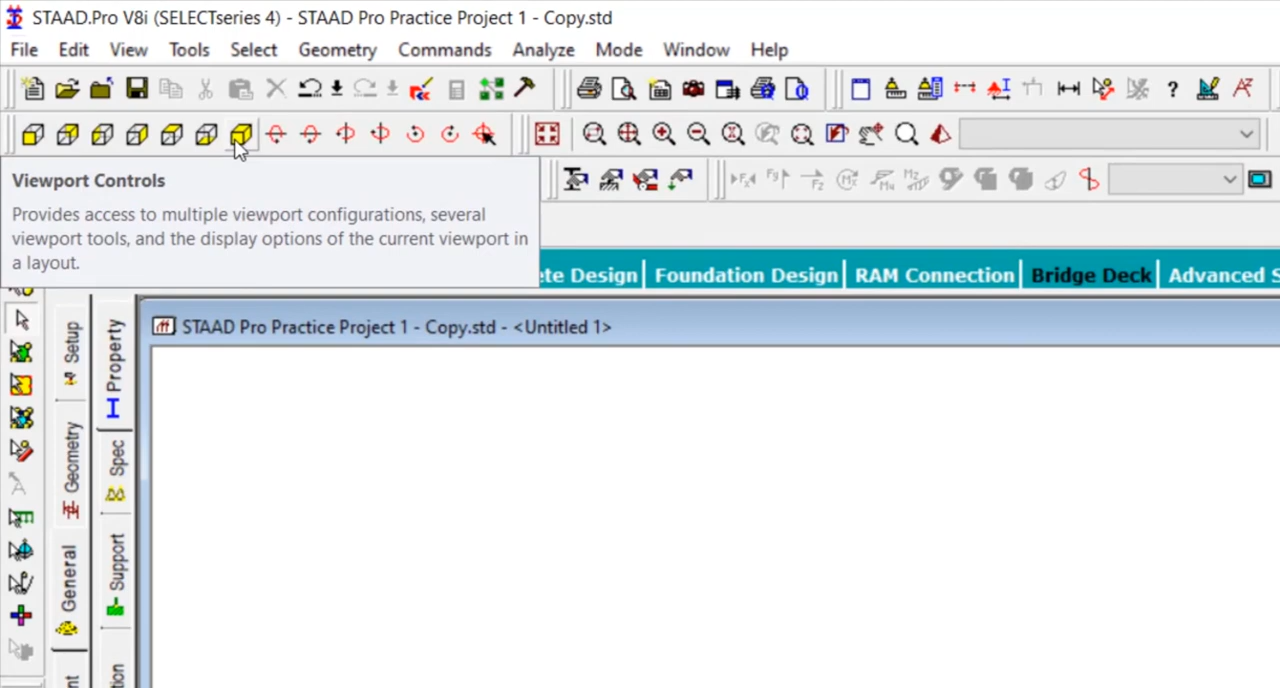 STAAD.Pro V8i (SELECTseries 4) - STAAD Pro Practice Project 1 - Copy.std
File Edit View Tools Select Geometry Commands Analyze Mode Window Help
Viewport Controls
Provides access to multiple viewport configurations, several
viewport tools, and the display options of the current viewport in
a layout.
ete Design Foundation Design RAM Connection Bridge Deck Advanced S
STAAD Pro Practice Project 1 - Copy.std - <Untitled 1>
Setup
Geometry
General
nt
Property
Spec
Support
tion